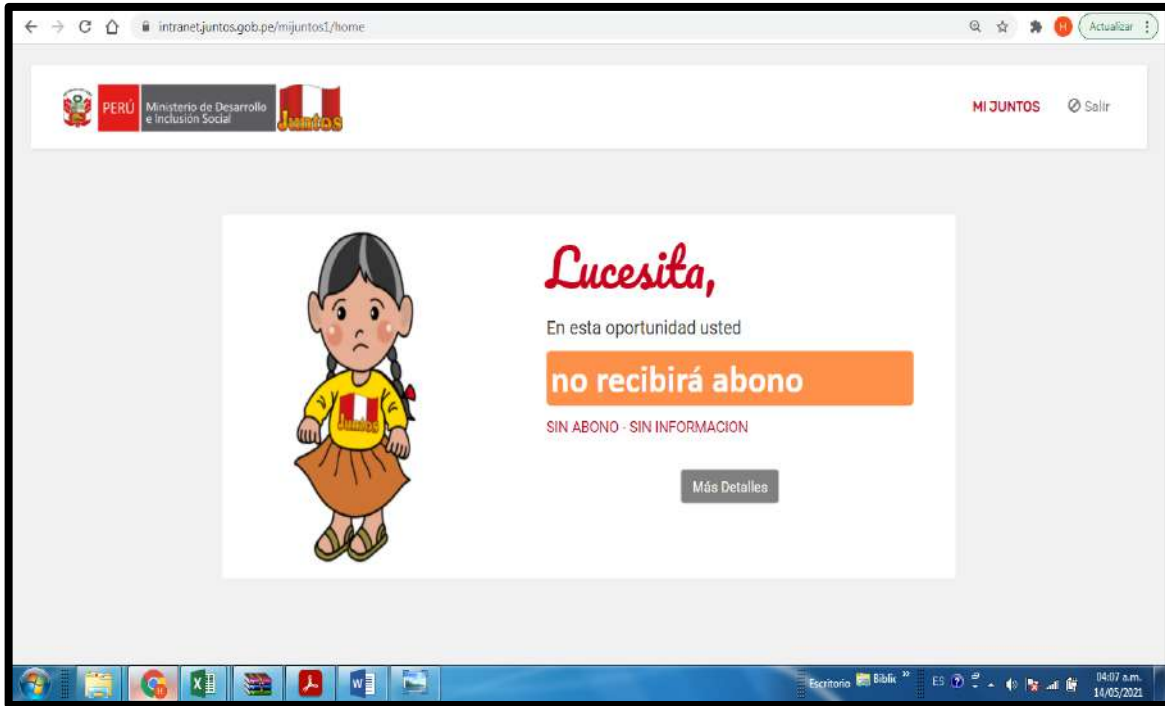 intranet.juntos.gob.pe/mijuntos1/home
H
Actualizar
PERÚ
Ministerio de Desarrollo
e Inclusión Social
Juntos
MI JUNTOS
Salir
Lucesita,
En esta oportunidad usted
no recibirá abono
SIN ABONO - SIN INFORMACION
Juntos
Más Detalles
Escritorio
Biblic
ES
04:07 a.m.
14/05/2021